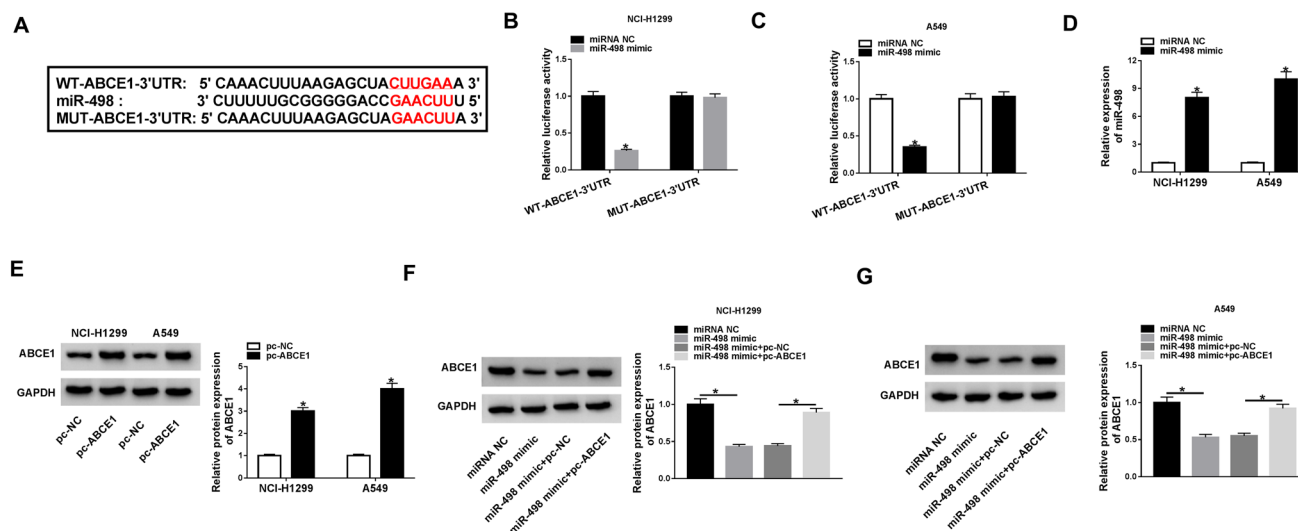 A
WT-ABCE1-3'UTR: 5' CAAACUUUAAGAGCUACUUGAAA 3'
miR-498 : 3' CUUUUUGCGGGGGACCGAACUUU 5'
MUT-ABCE1-3'UTR: 5' CAAACUUUAAGAGCUAGAACUUA 3'
B
NCI-H1299
miRNA NC
miR-498 mimic
Relative luciferase activity
1.5
1.0
0.5
0.0
*
WT-ABCE1-3'UTR
MUT-ABCE1-3'UTR
C
A549
miRNA NC
miR-498 mimic
Relative luciferase activity
1.5
1.0
0.5
0.0
*
WT-ABCE1-3'UTR
MUT-ABCE1-3'UTR
D
miRNA NC
miR-498 mimic
Relative expression
of miR-498
12
9
6
3
0
*
*
NCI-H1299
A549
E
NCI-H1299
A549
ABCE1
GAPDH
pc-NC
pc-ABCE1
pc-NC
pc-ABCE1
pc-NC
pc-ABCE1
Relative protein expression
of ABCE1
5
4
3
2
1
0
*
*
NCI-H1299
A549
F
ABCE1
GAPDH
miRNA NC
miR-498 mimic
miR-498 mimic+pc-NC
miR-498 mimic+pc-ABCE1
NCI-H1299
miRNA NC
miR-498 mimic
miR-498 mimic+pc-NC
miR-498 mimic+pc-ABCE1
Relative protein expression
of ABCE1
1.5
1.0
0.5
0.0
*
*
G
ABCE1
GAPDH
miRNA NC
miR-498 mimic
miR-498 mimic+pc-NC
miR-498 mimic+pc-ABCE1
A549
miRNA NC
miR-498 mimic
miR-498 mimic+pc-NC
miR-498 mimic+pc-ABCE1
Relative protein expression
of ABCE1
1.5
1.0
0.5
0.0
*
*